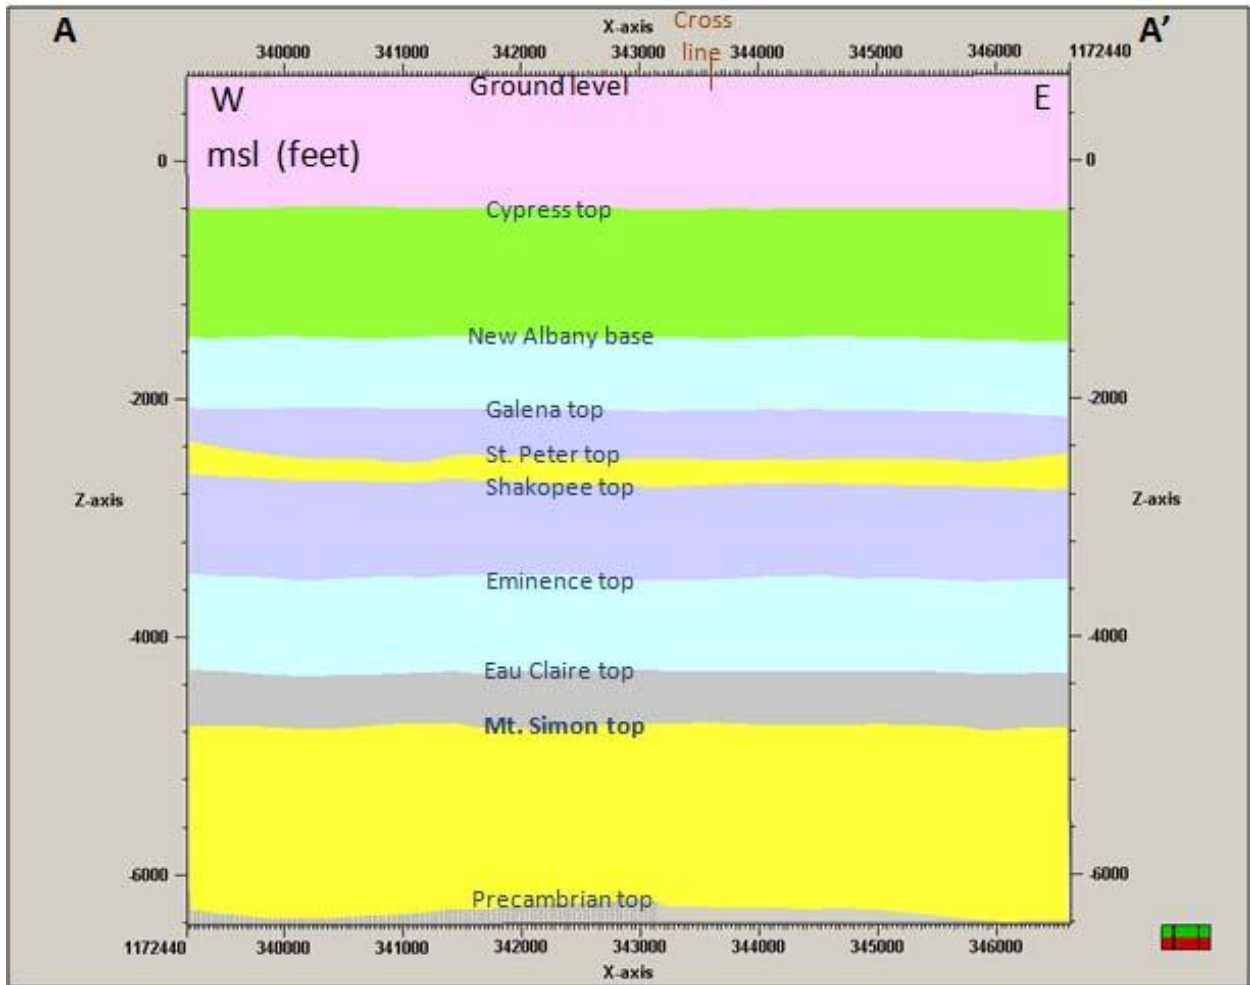 A
X-axis
Cross
line
A’
340000 341000 342000 343000 344000 345000 346000 1172440
Ground level
W
E
msl (feet)
0
0
Cypress top
New Albany base
-2000
-2000
Galena top
St. Peter top
Shakopee top
Z-axis
Z-axis
Eminence top
-4000
-4000
Eau Claire top
Mt. Simon top
-6000
-6000
Precambrian top
1172440 340000 341000 342000 343000 344000 345000 346000
X-axis